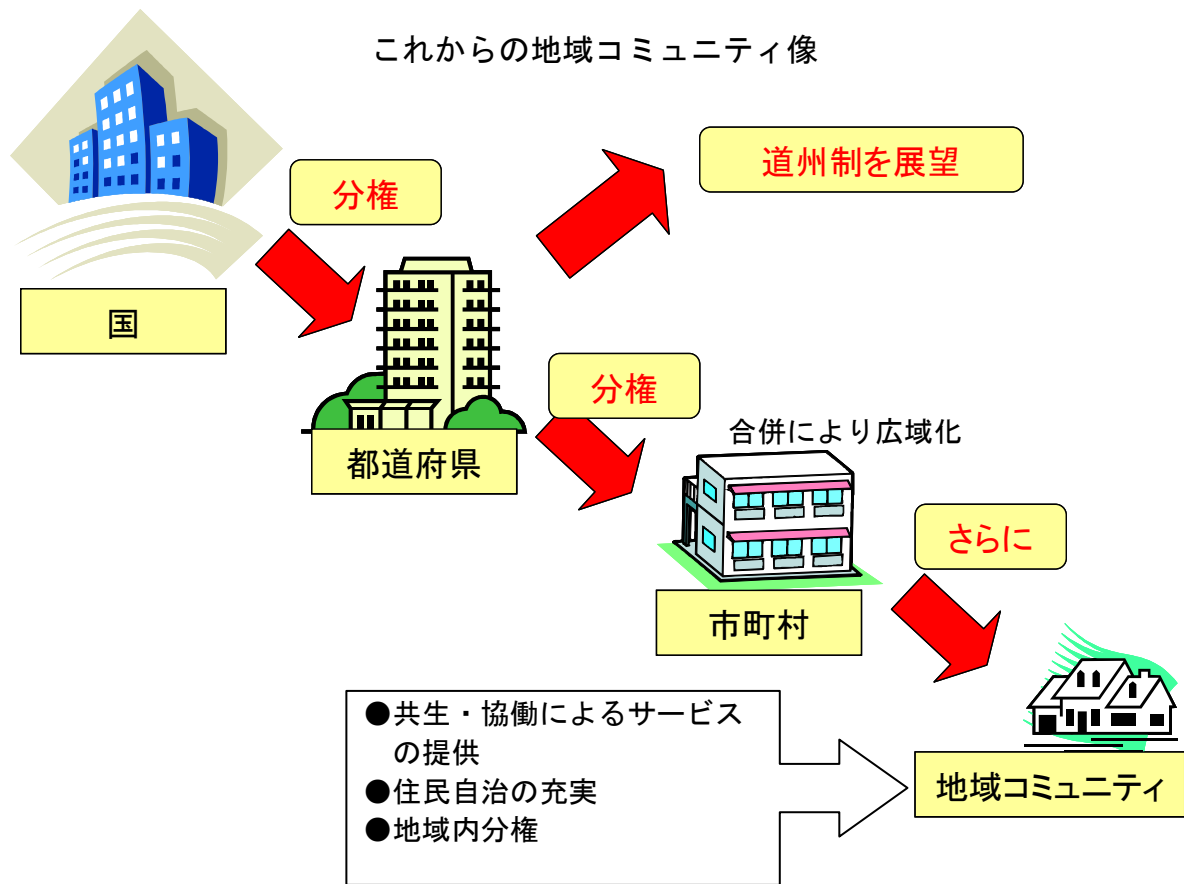 これからの地域コミュニティ像
道州制を展望
分権
国
分権
合併により広域化
都道府県
さらに
市町村
●共生・協働によるサービス
の提供
●住民自治の充実
●地域内分権
地域コミュニティ